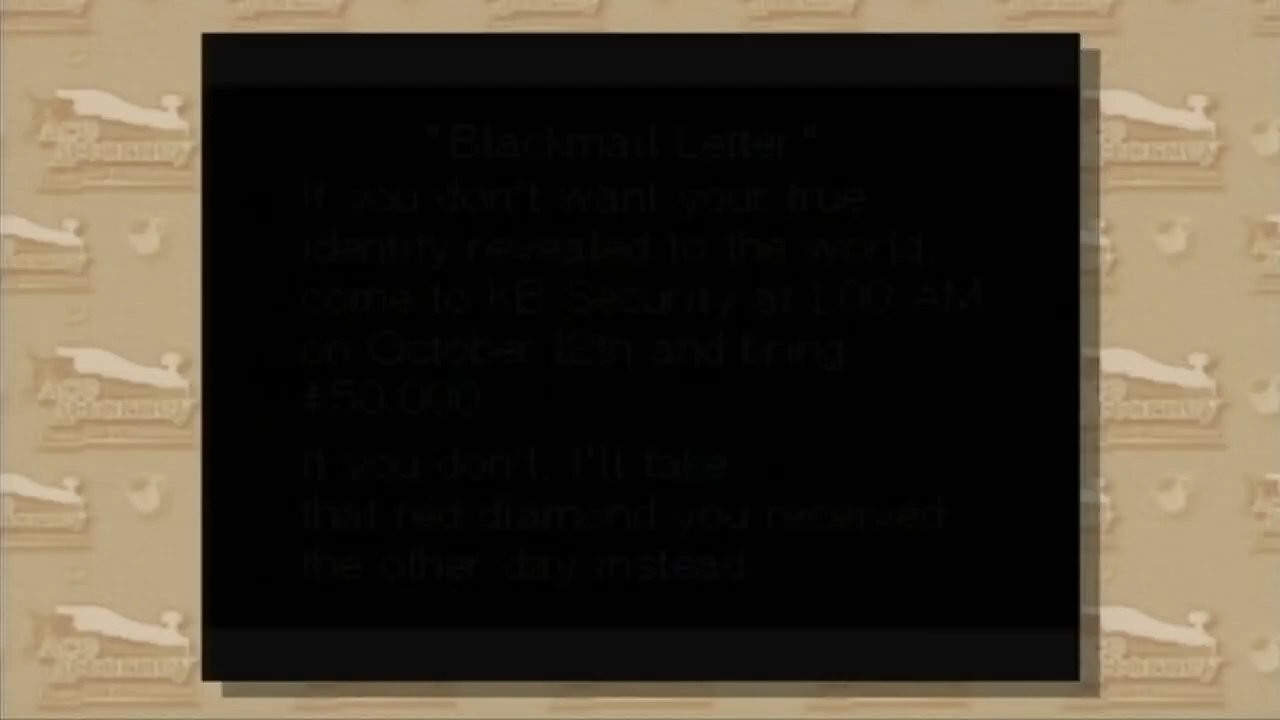 "Blackmail Letter"
If you don't want your true
identity revealed to the world,
come to KB Security at 1:00 AM
on October 12th and bring
$50,000.
If you don't, I'll take
that red diamond you received
the other day instead.